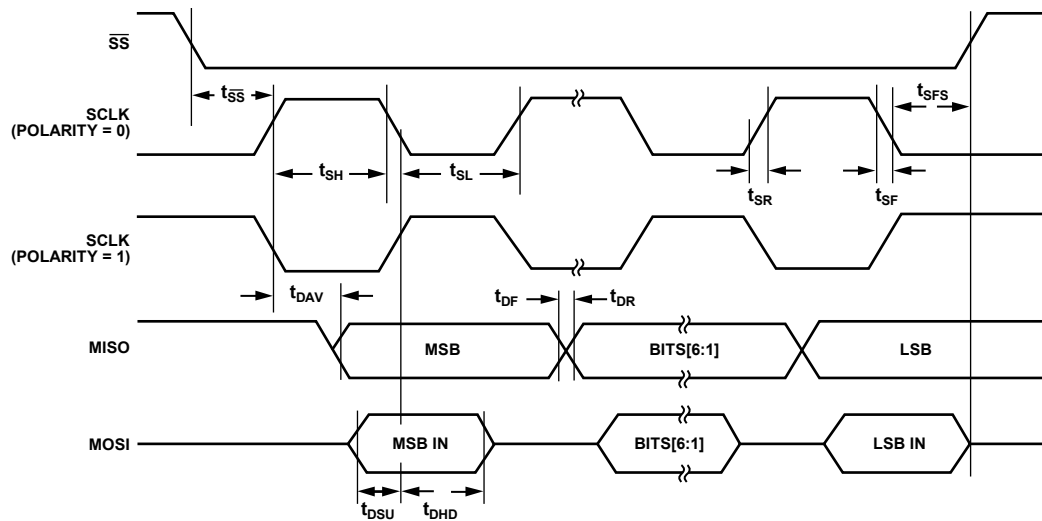 SS
tSS
SCLK
(POLARITY = 0)
tSFS
tSH
tSL
tSR
tSF
SCLK
(POLARITY = 1)
tDAV
tDF
tDR
MISO
MSB
BITS[6:1]
LSB
MOSI
MSB IN
BITS[6:1]
LSB IN
tDSU
tDHD